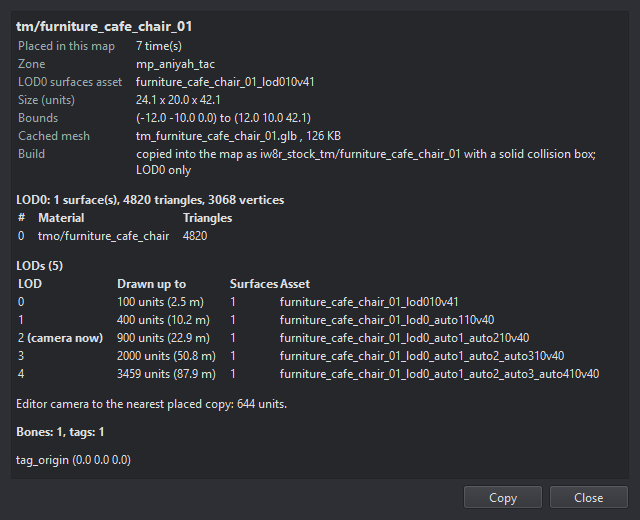 tm/furniture_cafe_chair_01
Placed in this map 7 time(s)
Zone mp_aniyah_tac
LOD0 surfaces asset furniture_cafe_chair_01_lod010v41
Size (units) 24.1 x 20.0 x 42.1
Bounds (-12.0 -10.0 0.0) to (12.0 10.0 42.1)
Cached mesh tm_furniture_cafe_chair_01.glb , 126 KB
Build copied into the map as iw8r_stock_tm/furniture_cafe_chair_01 with a solid collision box;
LOD0 only
LOD0: 1 surface(s), 4820 triangles, 3068 vertices
# Material Triangles
0 tmo/furniture_cafe_chair 4820
LODs (5)
LOD Drawn up to Surfaces Asset
0 100 units (2.5 m) 1 furniture_cafe_chair_01_lod010v41
1 400 units (10.2 m) 1 furniture_cafe_chair_01_lod0_auto110v40
2 (camera now) 900 units (22.9 m) 1 furniture_cafe_chair_01_lod0_auto1_auto210v40
3 2000 units (50.8 m) 1 furniture_cafe_chair_01_lod0_auto1_auto2_auto310v40
4 3459 units (87.9 m) 1 furniture_cafe_chair_01_lod0_auto1_auto2_auto3_auto410v40
Editor camera to the nearest placed copy: 644 units.
Bones: 1, tags: 1
tag_origin (0.0 0.0 0.0)
Copy Close